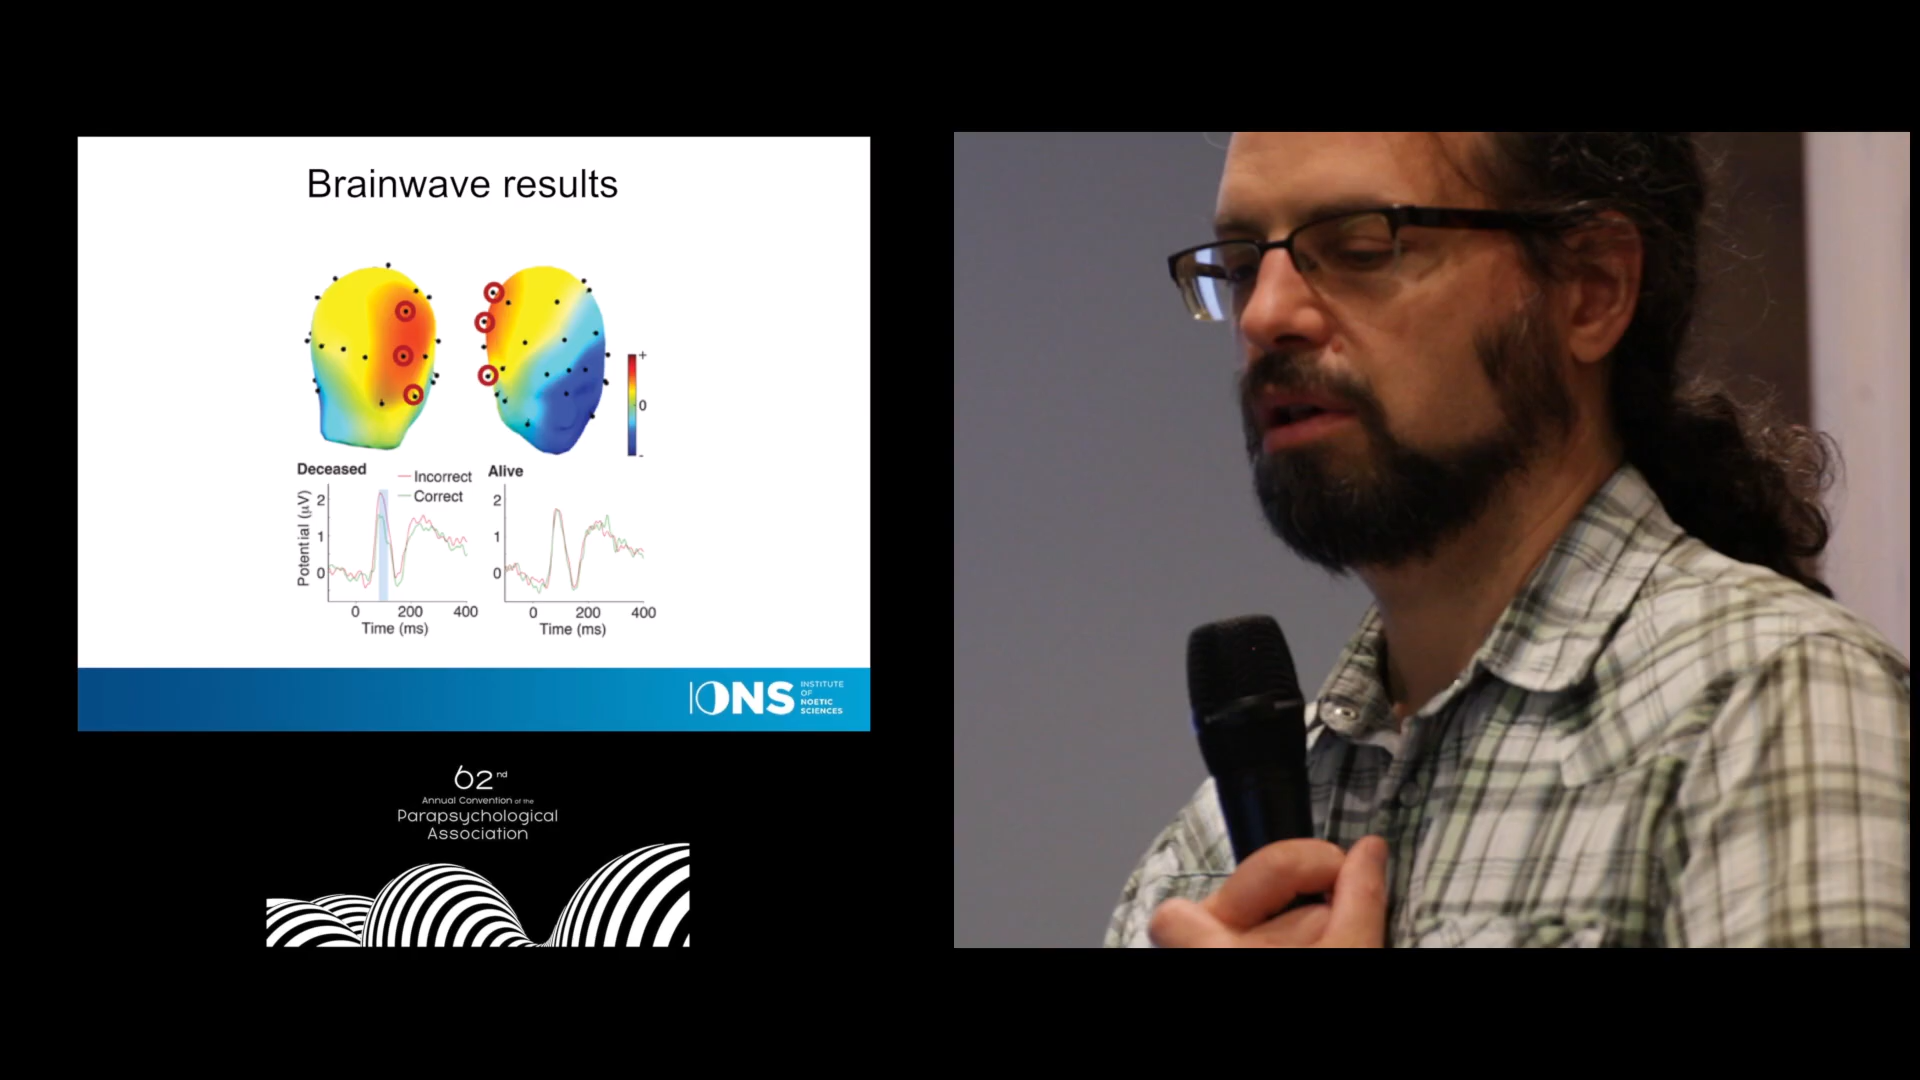 Brainwave results
+
0
-
Deceased
Incorrect
Correct
Alive
Potential (µV)
2
1
0
2
1
0
0
200
400
Time (ms)
0
200
400
Time (ms)
IONS
INSTITUTE
OF
NOETIC
SCIENCES
62nd
Annual Convention of the
Parapsychological
Association